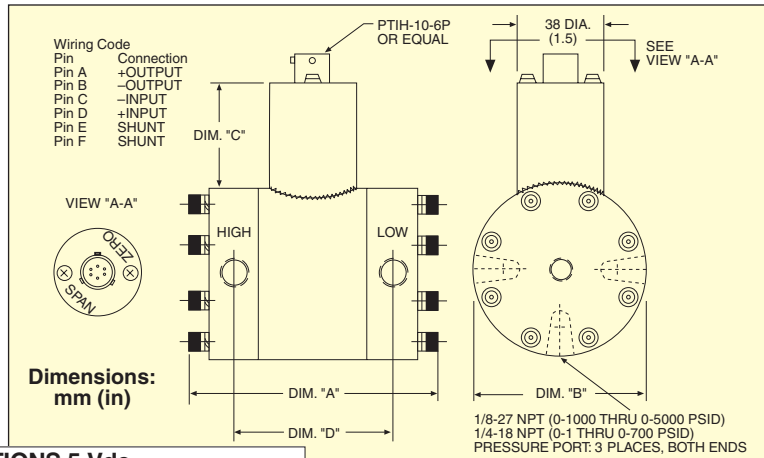 Wiring Code
Pin Connection
Pin A +OUTPUT
Pin B –OUTPUT
Pin C –INPUT
Pin D +INPUT
Pin E SHUNT
Pin F SHUNT
PTIH-10-6P
OR EQUAL
38 DIA.
(1.5)
SEE
VIEW "A-A"
DIM. "C"
VIEW "A-A"
ZERO
SPAN
HIGH
LOW
Dimensions:
mm (in)
DIM. "A"
DIM. "D"
DIM. "B"
1/8-27 NPT (0-1000 THRU 0-5000 PSID)
1/4-18 NPT (0-1 THRU 0-700 PSID)
PRESSURE PORT: 3 PLACES, BOTH ENDS
5 Vdc